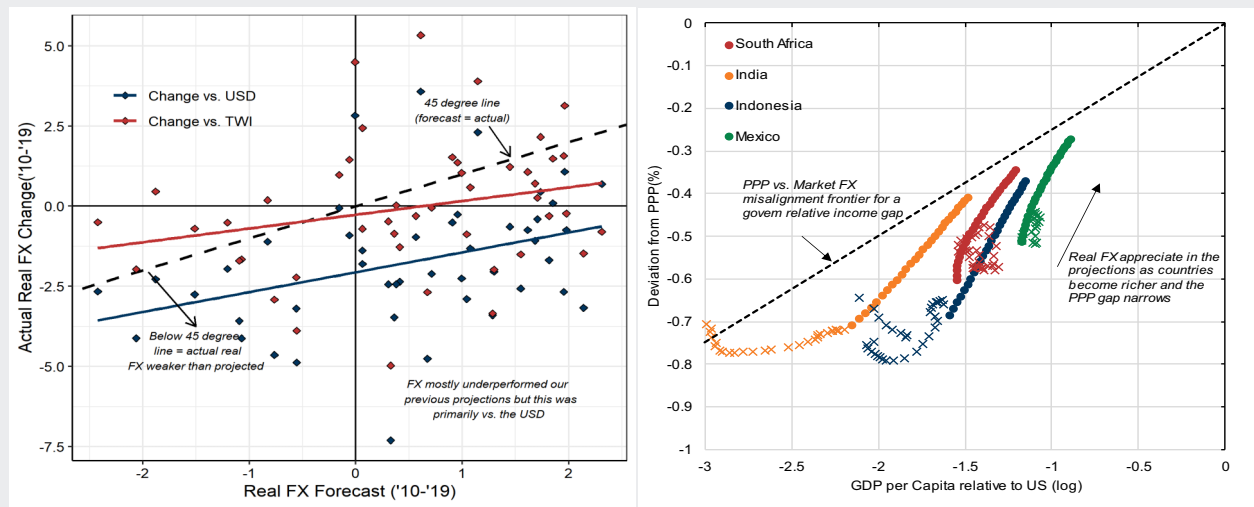 5.0
2.5
0.0
-2.5
-5.0
-7.5
Actual Real FX Change('10-'19)
Change vs. USD
Change vs. TWI
45 degree line
(forecast = actual)
Below 45 degree
line = actual real
FX weaker than projected
FX mostly underperformed our
previous projections but this was
primarily vs. the USD
-2
-1
0
1
2
Real FX Forecast ('10-'19)
0
-0.1
-0.2
-0.3
-0.4
-0.5
-0.6
-0.7
-0.8
-0.9
-1
Deviation from PPP(%)
South Africa
India
Indonesia
Mexico
PPP vs. Market FX
misalignment frontier for a
govem relative income gap
Real FX appreciate in the
projections as countries
become richer and the
PPP gap narrows
-3
-2.5
-2
-1.5
-1
-0.5
0
GDP per Capita relative to US (log)